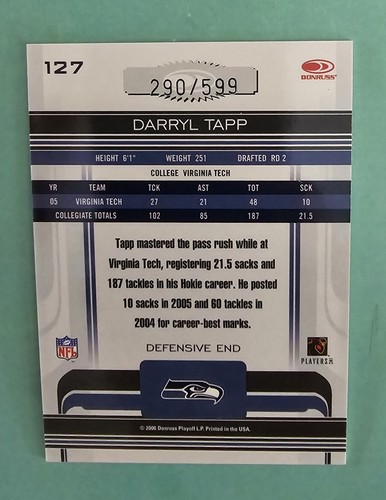 127
290/599
DONRUSS
DARRYL TAPP
HEIGHT 6'1" WEIGHT 251 DRAFTED RD 2
COLLEGE VIRGINIA TECH
YR TEAM TCK AST TOT SCK
05 VIRGINIA TECH 27 21 48 10
COLLEGIATE TOTALS 102 85 187 21.5
Tapp mastered the pass rush while at
Virginia Tech, registering 21.5 sacks and
187 tackles in his Hokie career. He posted
10 sacks in 2005 and 60 tackles in
2004 for career-best marks.
DEFENSIVE END
NFL
PLAYERS
© 2006 Donruss Playoff L.P. Printed in the USA.